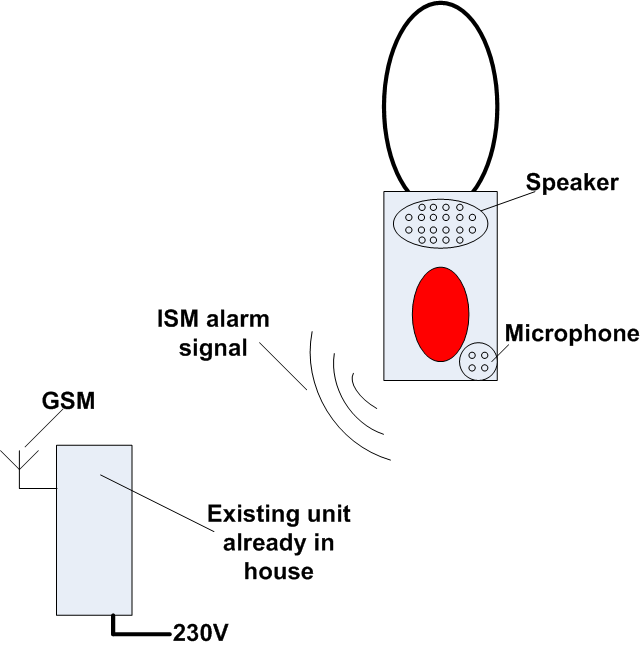 Speaker
ISM alarm
signal
Microphone
GSM
Existing unit
already in
house
230V